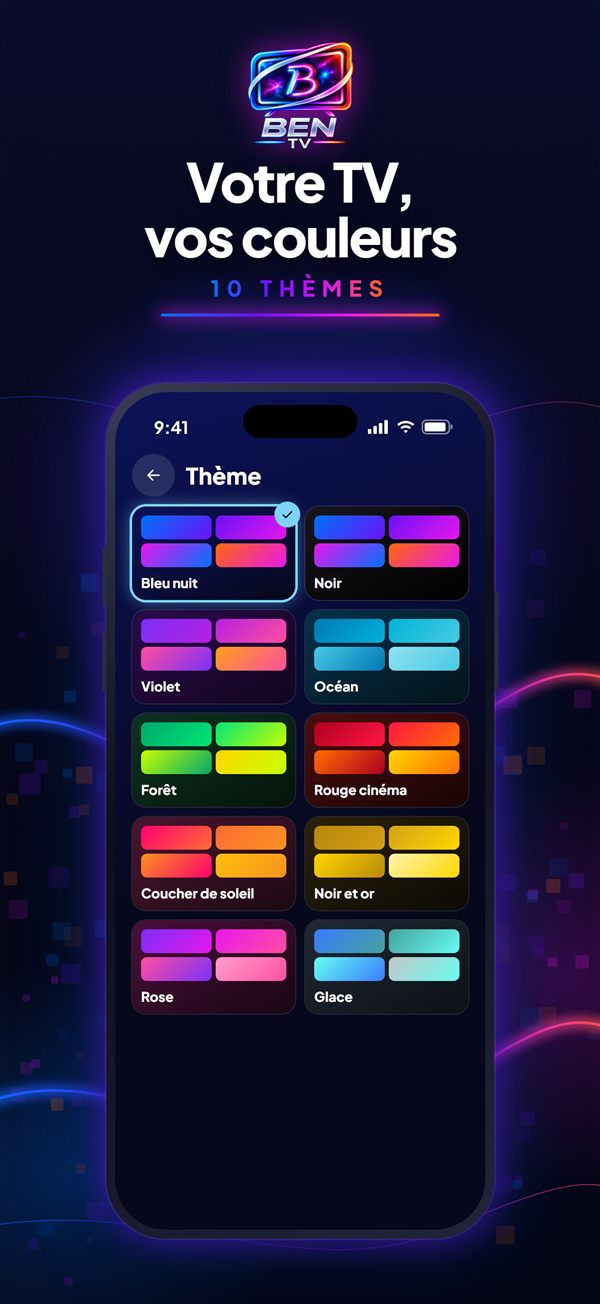 B
BEN
TV
Votre TV,
vos couleurs
10 THÈMES
9:41
Thème
Bleu nuit
Noir
Violet
Océan
Forêt
Rouge cinéma
Coucher de soleil
Noir et or
Rose
Glace